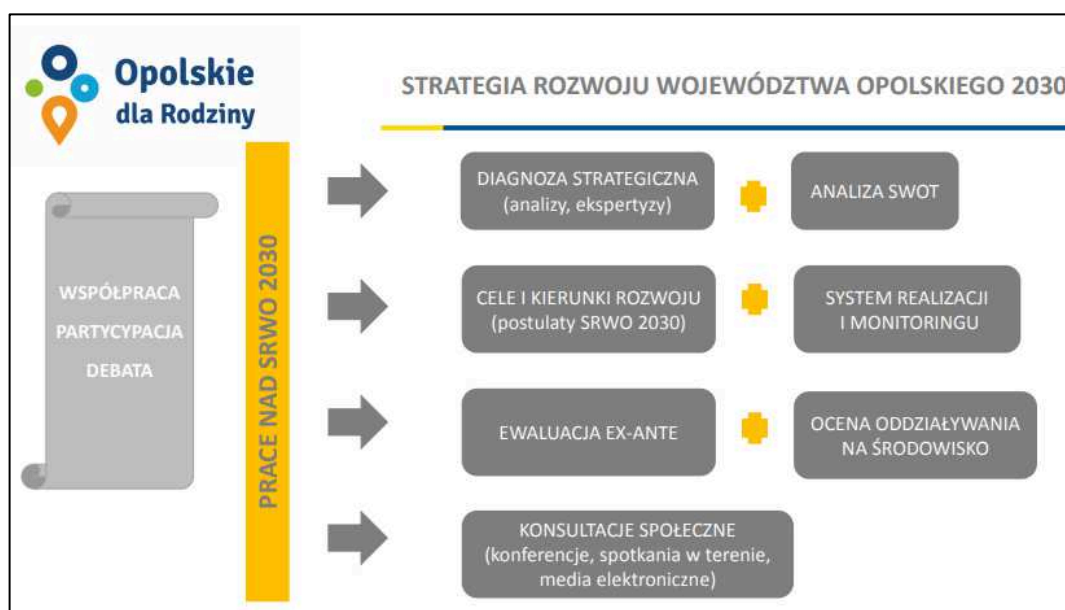 Opolskie
dla Rodziny
STRATEGIA ROZWOJU WOJEWÓDZTWA OPOLSKIEGO 2030
WSPÓŁPRACA
PARTYCYPACJA
DEBATA
PRACE NAD SRWO 2030
DIAGNOZA STRATEGICZNA
(analizy, ekspertyzy)
ANALIZA SWOT
CELE I KIERUNKI ROZWOJU
(postulaty SRWO 2030)
SYSTEM REALIZACJI
I MONITORINGU
EWALUACJA EX-ANTE
OCENA ODDZIAŁYWANIA
NA ŚRODOWISKO
KONSULTACJE SPOŁECZNE
(konferencje, spotkania w terenie,
media elektroniczne)